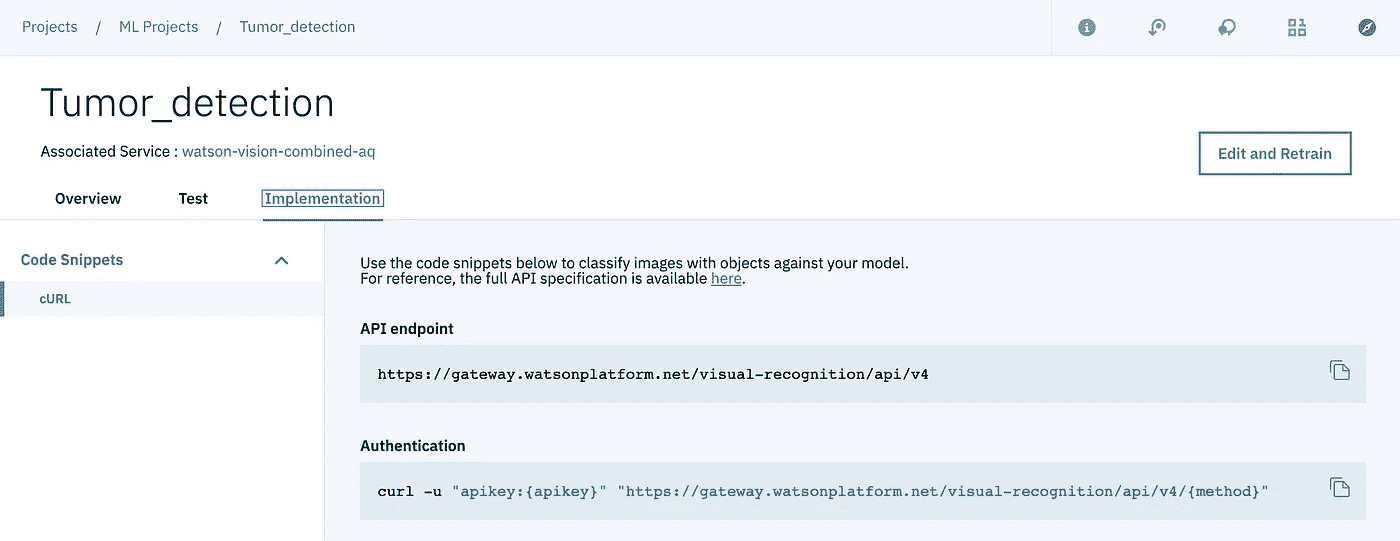 Projects / ML Projects / Tumor_detection
Tumor_detection
Associated Service : watson-vision-combined-aq
Edit and Retrain
Overview Test Implementation
Code Snippets
cURL
Use the code snippets below to classify images with objects against your model.
For reference, the full API specification is available here.
API endpoint
https://gateway.watsonplatform.net/visual-recognition/api/v4
Authentication
curl -u "apikey:{apikey}" "https://gateway.watsonplatform.net/visual-recognition/api/v4/{method}"